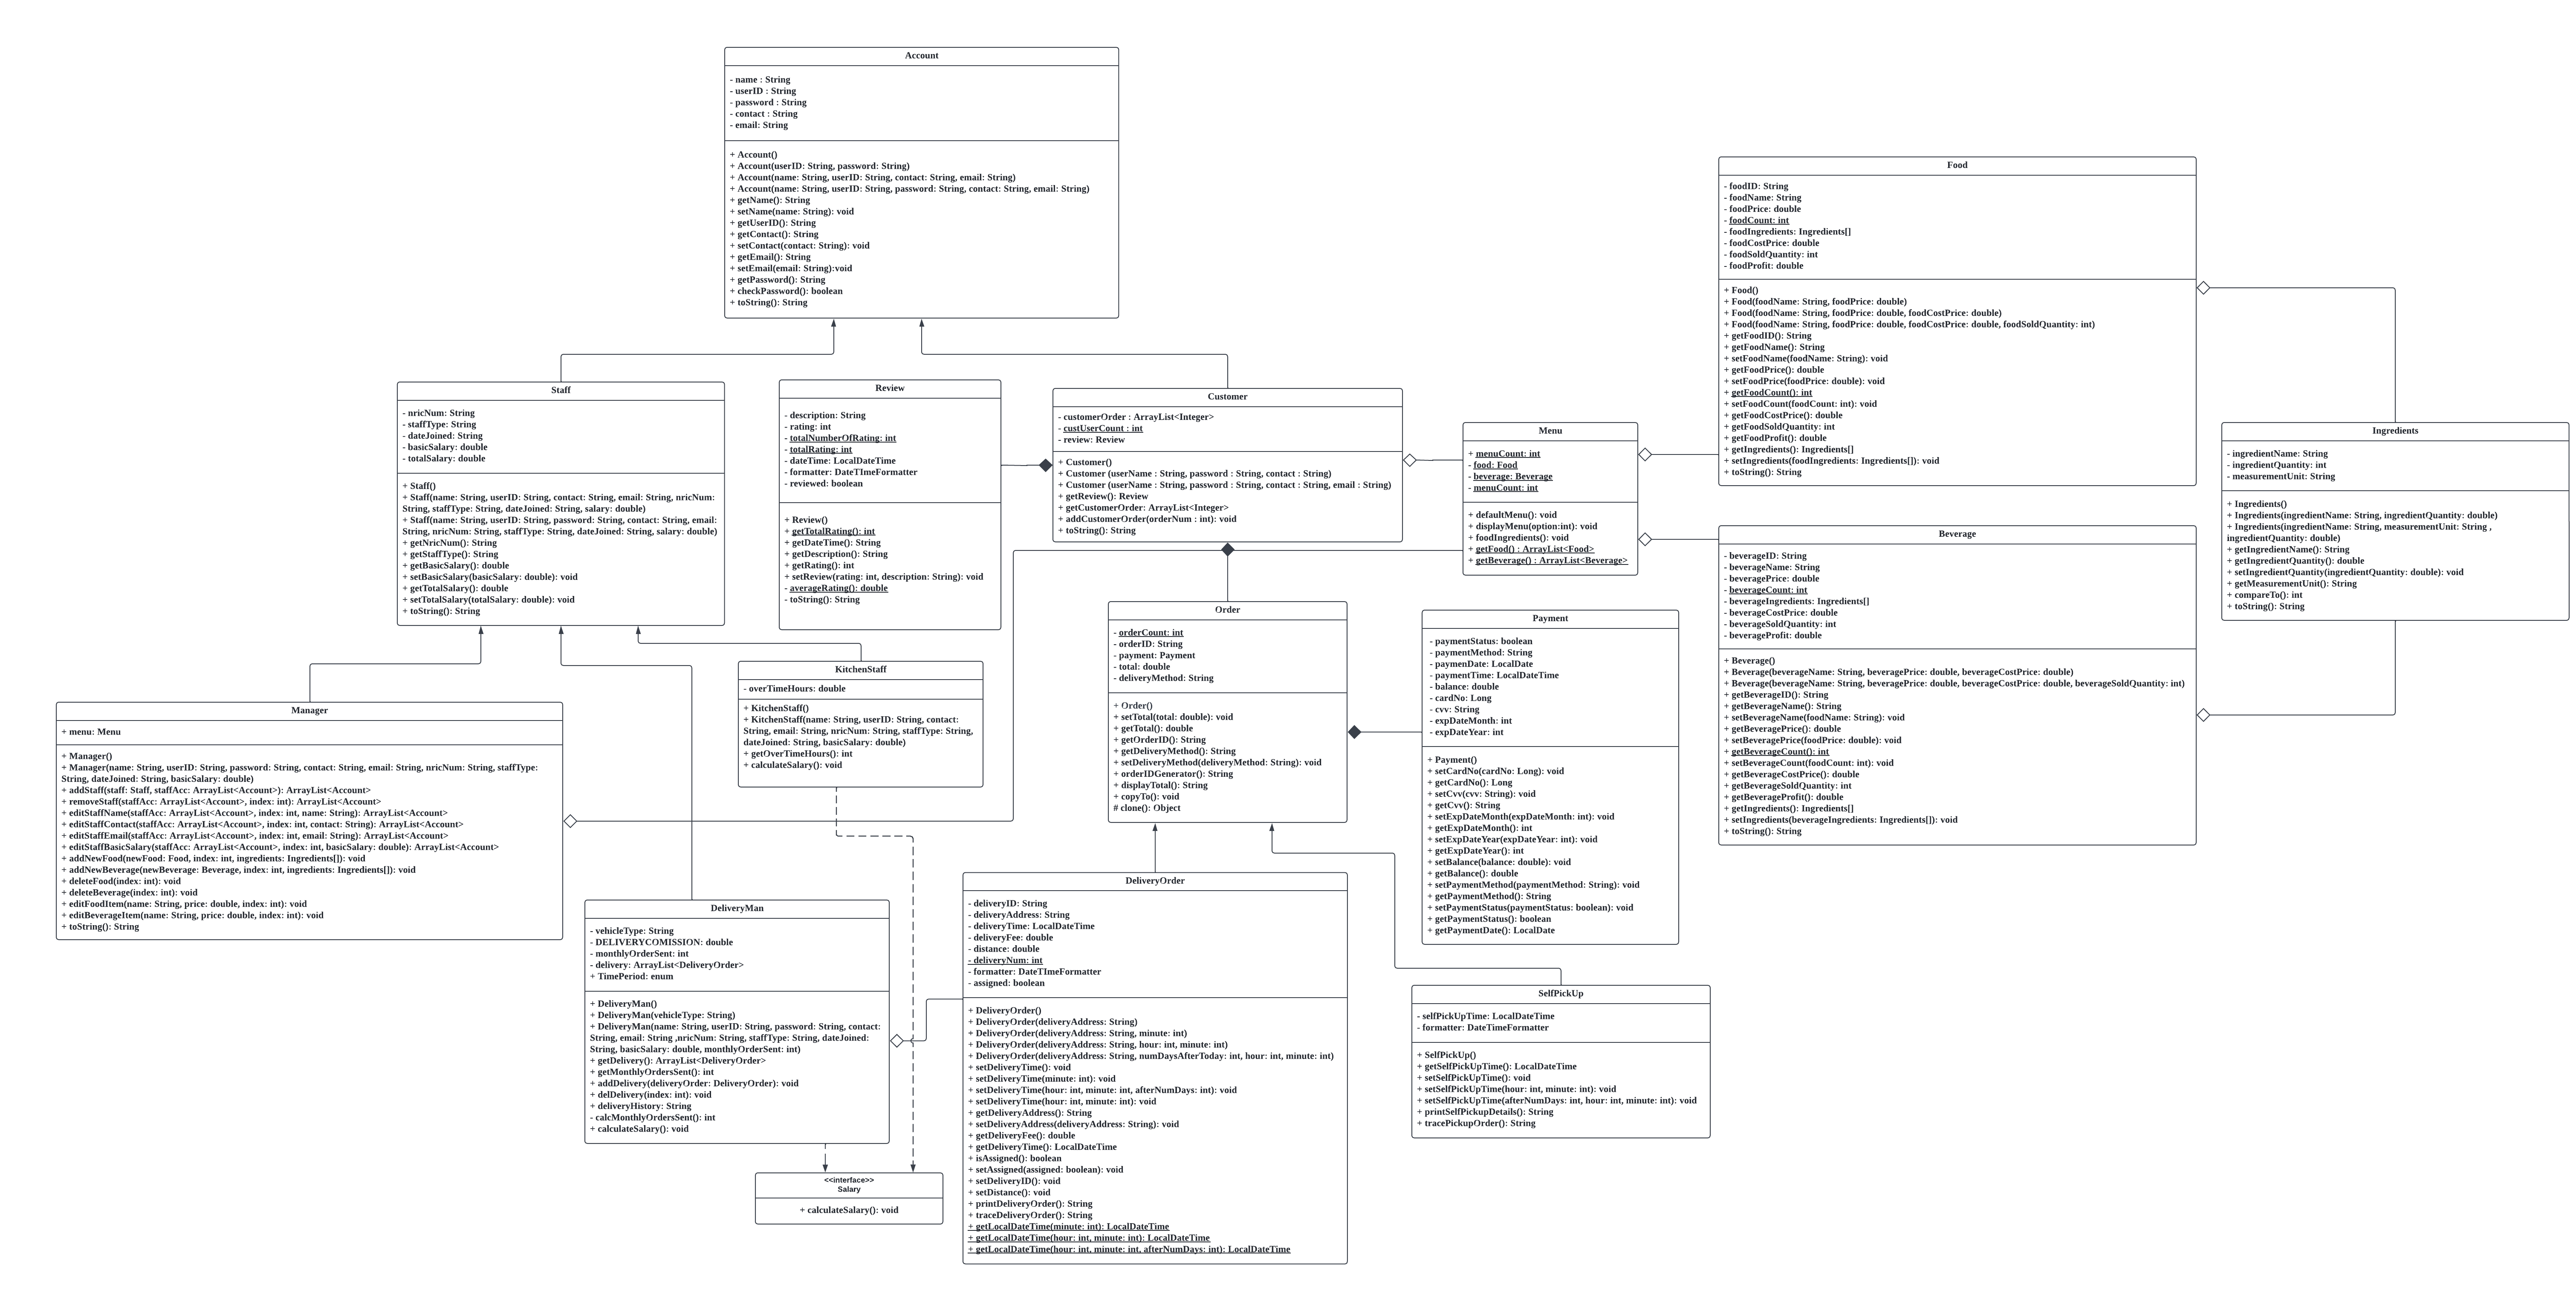 Account
- name : String
- userID : String
- password : String
- contact : String
- email: String
+ Account()
+ Account(userID: String, password: String)
+ Account(name: String, userID: String, contact: String, email: String)
+ Account(name: String, userID: String, password: String, contact: String, email: String)
+ getName(): String
+ setName(name: String): void
+ getUserID(): String
+ getContact(): String
+ setContact(contact: String): void
+ getEmail(): String
+ setEmail(email: String):void
+ getPassword(): String
+ checkPassword(): boolean
+ toString(): String
Staff
- nricNum: String
- staffType: String
- dateJoined: String
- basicSalary: double
- totalSalary: double
+ Staff()
+ Staff(name: String, userID: String, contact: String, email: String, nricNum:
String, staffType: String, dateJoined: String, salary: double)
+ Staff(name: String, userID: String, password: String, contact: String, email:
String, nricNum: String, staffType: String, dateJoined: String, salary: double)
+ getNricNum(): String
+ getStaffType(): String
+ getBasicSalary(): double
+ setBasicSalary(basicSalary: double): void
+ getTotalSalary(): double
+ setTotalSalary(totalSalary: double): void
+ toString(): String
Review
- description: String
- rating: int
- totalNumberOfRating: int
- totalRating: int
- dateTime: LocalDateTime
- formatter: DateTImeFormatter
- reviewed: boolean
+ Review()
+ getTotalRating(): int
+ getDateTime(): String
+ getDescription(): String
+ getRating(): int
+ setReview(rating: int, description: String): void
- averageRating(): double
- toString(): String
Customer
- customerOrder : ArrayList<Integer>
- custUserCount : int
- review: Review
+ Customer()
+ Customer (userName : String, password : String, contact : String)
+ Customer (userName : String, password : String, contact : String, email : String)
+ getReview(): Review
+ getCustomerOrder: ArrayList<Integer>
+ addCustomerOrder(orderNum : int): void
+ toString(): String
Menu
+ menuCount: int
- food: Food
- beverage: Beverage
- menuCount: int
+ defaultMenu(): void
+ displayMenu(option:int): void
+ foodIngredients(): void
+ getFood() : ArrayList<Food>
+ getBeverage() : ArrayList<Beverage>
Food
- foodID: String
- foodName: String
- foodPrice: double
- foodCount: int
- foodIngredients: Ingredients[]
- foodCostPrice: double
- foodSoldQuantity: int
- foodProfit: double
+ Food()
+ Food(foodName: String, foodPrice: double)
+ Food(foodName: String, foodPrice: double, foodCostPrice: double)
+ Food(foodName: String, foodPrice: double, foodCostPrice: double, foodSoldQuantity: int)
+ getFoodID(): String
+ getFoodName(): String
+ setFoodName(foodName: String): void
+ getFoodPrice(): double
+ setFoodPrice(foodPrice: double): void
+ getFoodCount(): int
+ setFoodCount(foodCount: int): void
+ getFoodCostPrice(): double
+ getFoodSoldQuantity: int
+ getFoodProfit(): double
+ getIngredients(): Ingredients[]
+ setIngredients(foodIngredients: Ingredients[]): void
+ toString(): String
Ingredients
- ingredientName: String
- ingredientQuantity: int
- measurementUnit: String
+ Ingredients()
+ Ingredients(ingredientName: String, ingredientQuantity: double)
+ Ingredients(ingredientName: String, measurementUnit: String ,
ingredientQuantity: double)
+ getIngredientName(): String
+ getIngredientQuantity(): double
+ setIngredientQuantity(ingredientQuantity: double): void
+ getMeasurementUnit(): String
+ compareTo(): int
+ toString(): String
Beverage
- beverageID: String
- beverageName: String
- beveragePrice: double
- beverageCount: int
- beverageIngredients: Ingredients[]
- beverageCostPrice: double
- beverageSoldQuantity: int
- beverageProfit: double
+ Beverage()
+ Beverage(beverageName: String, beveragePrice: double, beverageCostPrice: double)
+ Beverage(beverageName: String, beveragePrice: double, beverageCostPrice: double, beverageSoldQuantity: int)
+ getBeverageID(): String
+ getBeverageName(): String
+ setBeverageName(foodName: String): void
+ getBeveragePrice(): double
+ setBeveragePrice(foodPrice: double): void
+ getBeverageCount(): int
+ setBeverageCount(foodCount: int): void
+ getBeverageCostPrice(): double
+ getBeverageSoldQuantity: int
+ getBeverageProfit(): double
+ getIngredients(): Ingredients[]
+ setIngredients(beverageIngredients: Ingredients[]): void
+ toString(): String
Manager
+ menu: Menu
+ Manager()
+ Manager(name: String, userID: String, password: String, contact: String, email: String, nricNum: String, staffType:
String, dateJoined: String, basicSalary: double)
+ addStaff(staff: Staff, staffAcc: ArrayList<Account>): ArrayList<Account>
+ removeStaff(staffAcc: ArrayList<Account>, index: int): ArrayList<Account>
+ editStaffName(staffAcc: ArrayList<Account>, index: int, name: String): ArrayList<Account>
+ editStaffContact(staffAcc: ArrayList<Account>, index: int, contact: String): ArrayList<Account>
+ editStaffEmail(staffAcc: ArrayList<Account>, index: int, email: String): ArrayList<Account>
+ editStaffBasicSalary(staffAcc: ArrayList<Account>, index: int, basicSalary: double): ArrayList<Account>
+ addNewFood(newFood: Food, index: int, ingredients: Ingredients[]): void
+ addNewBeverage(newBeverage: Beverage, index: int, ingredients: Ingredients[]): void
+ deleteFood(index: int): void
+ deleteBeverage(index: int): void
+ editFoodItem(name: String, price: double, index: int): void
+ editBeverageItem(name: String, price: double, index: int): void
+ toString(): String
KitchenStaff
- overTimeHours: double
+ KitchenStaff()
+ KitchenStaff(name: String, userID: String, contact:
String, email: String, nricNum: String, staffType: String,
dateJoined: String, basicSalary: double)
+ getOverTimeHours(): int
+ calculateSalary(): void
Order
- orderCount: int
- orderID: String
- payment: Payment
- total: double
- deliveryMethod: String
+ Order()
+ setTotal(total: double): void
+ getTotal(): double
+ getOrderID(): String
+ getDeliveryMethod(): String
+ setDeliveryMethod(deliveryMethod: String): void
+ orderIDGenerator(): String
+ displayTotal(): String
+ copyTo(): void
# clone(): Object
Payment
- paymentStatus: boolean
- paymentMethod: String
- paymenDate: LocalDate
- paymentTime: LocalDateTime
- balance: double
- cardNo: Long
- cvv: String
- expDateMonth: int
- expDateYear: int
+ Payment()
+ setCardNo(cardNo: Long): void
+ getCardNo(): Long
+ setCvv(cvv: String): void
+ getCvv(): String
+ setExpDateMonth(expDateMonth: int): void
+ getExpDateMonth(): int
+ setExpDateYear(expDateYear: int): void
+ getExpDateYear(): int
+ setBalance(balance: double): void
+ getBalance(): double
+ setPaymentMethod(paymentMethod: String): void
+ getPaymentMethod(): String
+ setPaymentStatus(paymentStatus: boolean): void
+ getPaymentStatus(): boolean
+ getPaymentDate(): LocalDate
DeliveryMan
- vehicleType: String
- DELIVERYCOMISSION: double
- monthlyOrderSent: int
- delivery: ArrayList<DeliveryOrder>
+ TimePeriod: enum
+ DeliveryMan()
+ DeliveryMan(vehicleType: String)
+ DeliveryMan(name: String, userID: String, password: String, contact:
String, email: String ,nricNum: String, staffType: String, dateJoined:
String, basicSalary: double, monthlyOrderSent: int)
+ getDelivery(): ArrayList<DeliveryOrder>
+ getMonthlyOrdersSent(): int
+ addDelivery(deliveryOrder: DeliveryOrder): void
+ delDelivery(index: int): void
+ deliveryHistory: String
- calcMonthlyOrdersSent(): int
+ calculateSalary(): void
<<interface>>
Salary
+ calculateSalary(): void
DeliveryOrder
- deliveryID: String
- deliveryAddress: String
- deliveryTime: LocalDateTime
- deliveryFee: double
- distance: double
- deliveryNum: int
- formatter: DateTImeFormatter
- assigned: boolean
+ DeliveryOrder()
+ DeliveryOrder(deliveryAddress: String)
+ DeliveryOrder(deliveryAddress: String, minute: int)
+ DeliveryOrder(deliveryAddress: String, hour: int, minute: int)
+ DeliveryOrder(deliveryAddress: String, numDaysAfterToday: int, hour: int, minute: int)
+ setDeliveryTime(): void
+ setDeliveryTime(minute: int): void
+ setDeliveryTime(hour: int, minute: int, afterNumDays: int): void
+ setDeliveryTime(hour: int, minute: int): void
+ getDeliveryAddress(): String
+ setDeliveryAddress(deliveryAddress: String): void
+ getDeliveryFee(): double
+ getDeliveryTime(): LocalDateTime
+ isAssigned(): boolean
+ setAssigned(assigned: boolean): void
+ setDeliveryID(): void
+ setDistance(): void
+ printDeliveryOrder(): String
+ traceDeliveryOrder(): String
+ getLocalDateTime(minute: int): LocalDateTime
+ getLocalDateTime(hour: int, minute: int): LocalDateTime
+ getLocalDateTime(hour: int, minute: int, afterNumDays: int): LocalDateTime
SelfPickUp
- selfPickUpTime: LocalDateTime
- formatter: DateTimeFormatter
+ SelfPickUp()
+ getSelfPickUpTime(): LocalDateTime
+ setSelfPickUpTime(): void
+ setSelfPickUpTime(hour: int, minute: int): void
+ setSelfPickUpTime(afterNumDays: int, hour: int, minute: int): void
+ printSelfPickupDetails(): String
+ tracePickupOrder(): String